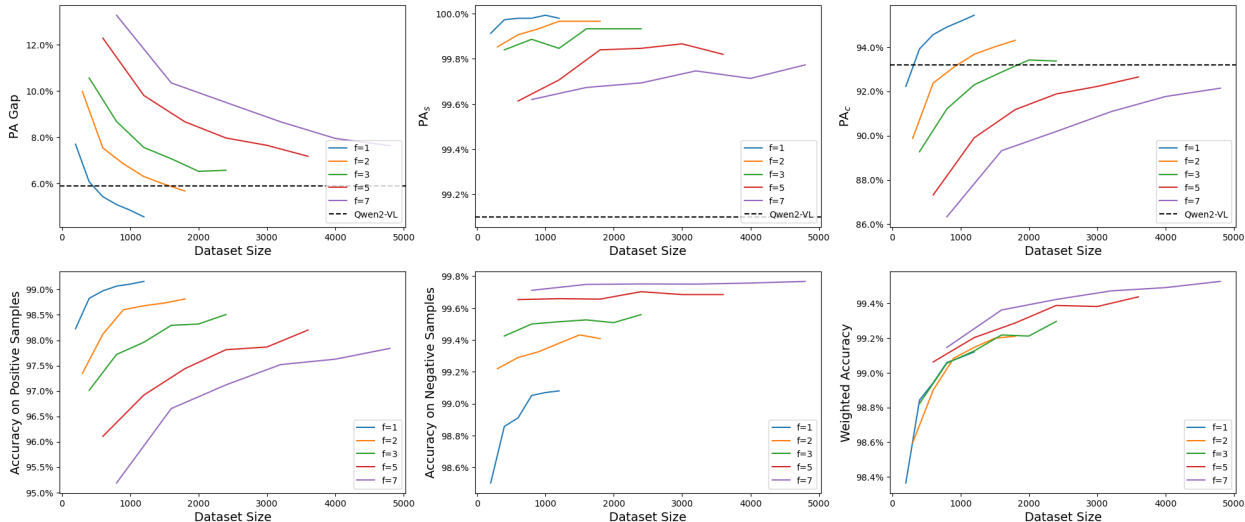 PA Gap
12.0%
10.0%
8.0%
6.0%
0
1000
2000
3000
4000
5000
Dataset Size
f=1
f=2
f=3
f=5
f=7
Qwen2-VL
PAs
100.0%
99.8%
99.6%
99.4%
99.2%
0
1000
2000
3000
4000
5000
Dataset Size
f=1
f=2
f=3
f=5
f=7
Qwen2-VL
PAc
94.0%
92.0%
90.0%
88.0%
86.0%
0
1000
2000
3000
4000
5000
Dataset Size
f=1
f=2
f=3
f=5
f=7
Qwen2-VL
Accuracy on Positive Samples
99.0%
98.5%
98.0%
97.5%
97.0%
96.5%
96.0%
95.5%
95.0%
0
1000
2000
3000
4000
5000
Dataset Size
f=1
f=2
f=3
f=5
f=7
Accuracy on Negative Samples
99.8%
99.6%
99.4%
99.2%
99.0%
98.8%
98.6%
0
1000
2000
3000
4000
5000
Dataset Size
f=1
f=2
f=3
f=5
f=7
Weighted Accuracy
99.4%
99.2%
99.0%
98.8%
98.6%
98.4%
0
1000
2000
3000
4000
5000
Dataset Size
f=1
f=2
f=3
f=5
f=7